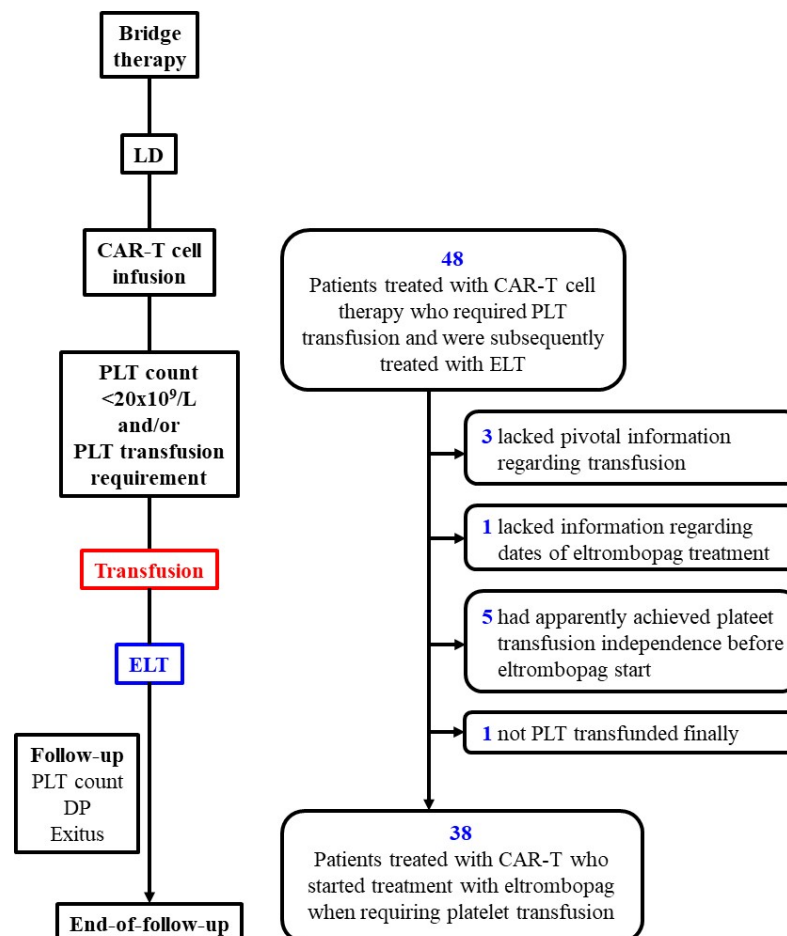 Bridge
therapy
LD
CAR-T cell
infusion
PLT count
<20x10⁹/L
and/or
PLT transfusion
requirement
Transfusion
ELT
Follow-up
PLT count
DP
Exitus
End-of-follow-up
48
Patients treated with CAR-T cell
therapy who required PLT
transfusion and were subsequently
treated with ELT
3 lacked pivotal information
regarding transfusion
1 lacked information regarding
dates of eltrombopag treatment
5 had apparently achieved plateet
transfusion independence before
eltrombopag start
1 not PLT transfunded finally
38
Patients treated with CAR-T who
started treatment with eltrombopag
when requiring platelet transfusion